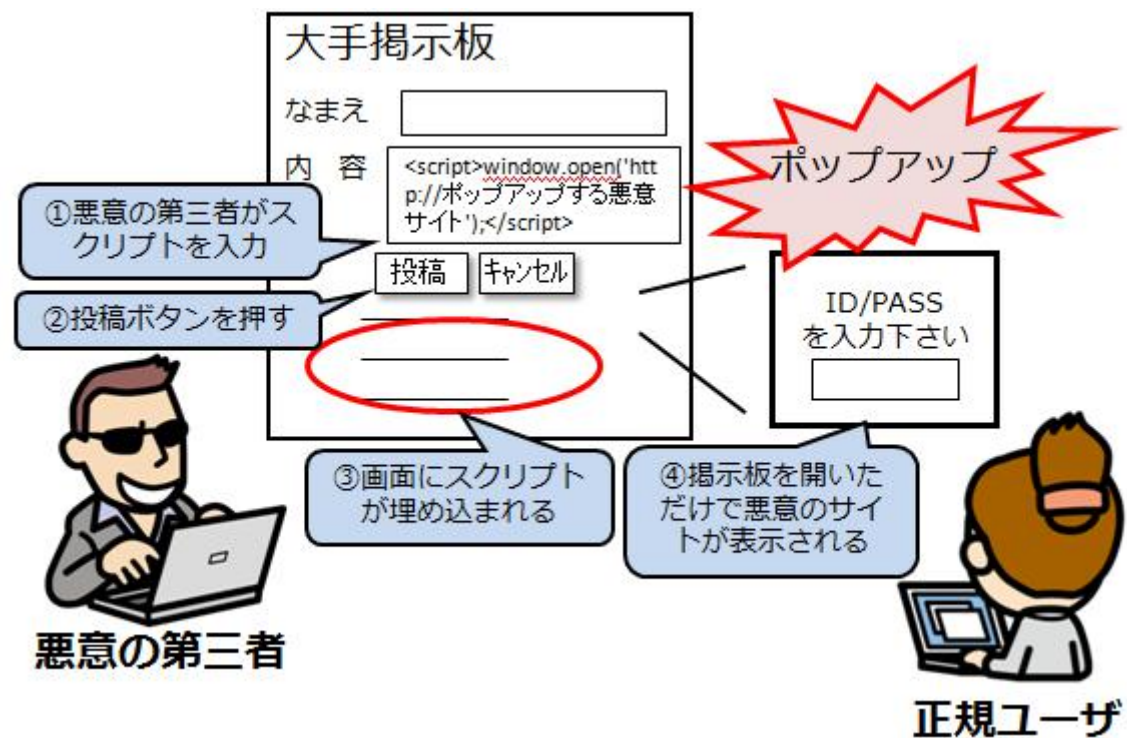 大手掲示板
なまえ
内 容
<script>window.open('htt
p://ポップアップする悪意
サイト');</script>
ポップアップ
①悪意の第三者がス
クリプトを入力
投稿
キャンセル
②投稿ボタンを押す
ID/PASS
を入力下さい
③画面にスクリプト
が埋め込まれる
④掲示板を開いた
だけで悪意のサイ
トが表示される
悪意の第三者
正規ユーザ